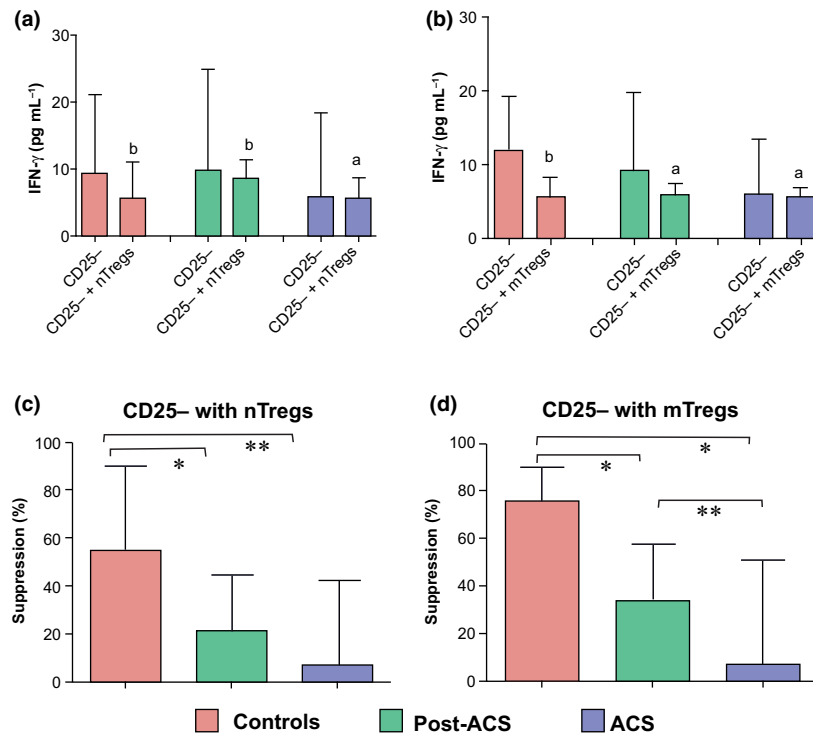 (a)
30
20
10
0
IFN-γ (pg mL⁻¹)
b
b
a
CD25–
CD25– + nTregs
CD25–
CD25– + nTregs
CD25–
CD25– + nTregs
(b)
30
20
10
0
IFN-γ (pg mL⁻¹)
b
a
a
CD25–
CD25– + mTregs
CD25–
CD25– + mTregs
CD25–
CD25– + mTregs
(c)
CD25– with nTregs
100
80
60
40
20
0
Suppression (%)
*
**
(d)
CD25– with mTregs
100
80
60
40
20
0
Suppression (%)
*
*
**
Controls
Post-ACS
ACS